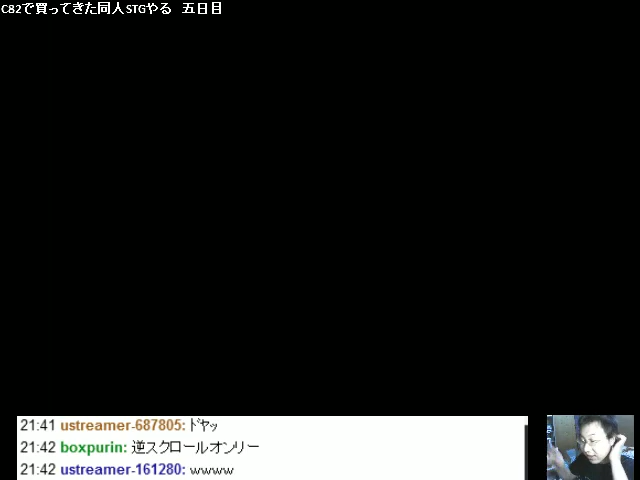 C82で買ってきた同人STGやる　五日目
21:41 ustreamer-687805: ﾄﾞﾔｯ
21:42 boxpurin: 逆スクロールオンリー
21:42 ustreamer-161280: wwww